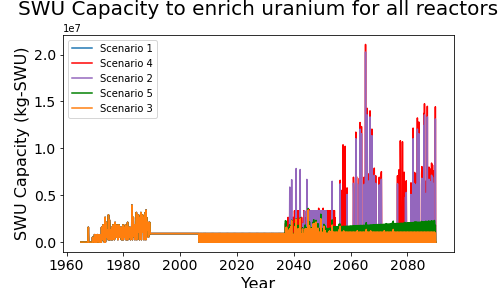 SWU Capacity to enrich uranium for all reactors
1e7
Scenario 1
Scenario 4
Scenario 2
Scenario 5
Scenario 3
SWU Capacity (kg-SWU)
2.0
1.5
1.0
0.5
0.0
1960 1980 2000 2020 2040 2060 2080
Year